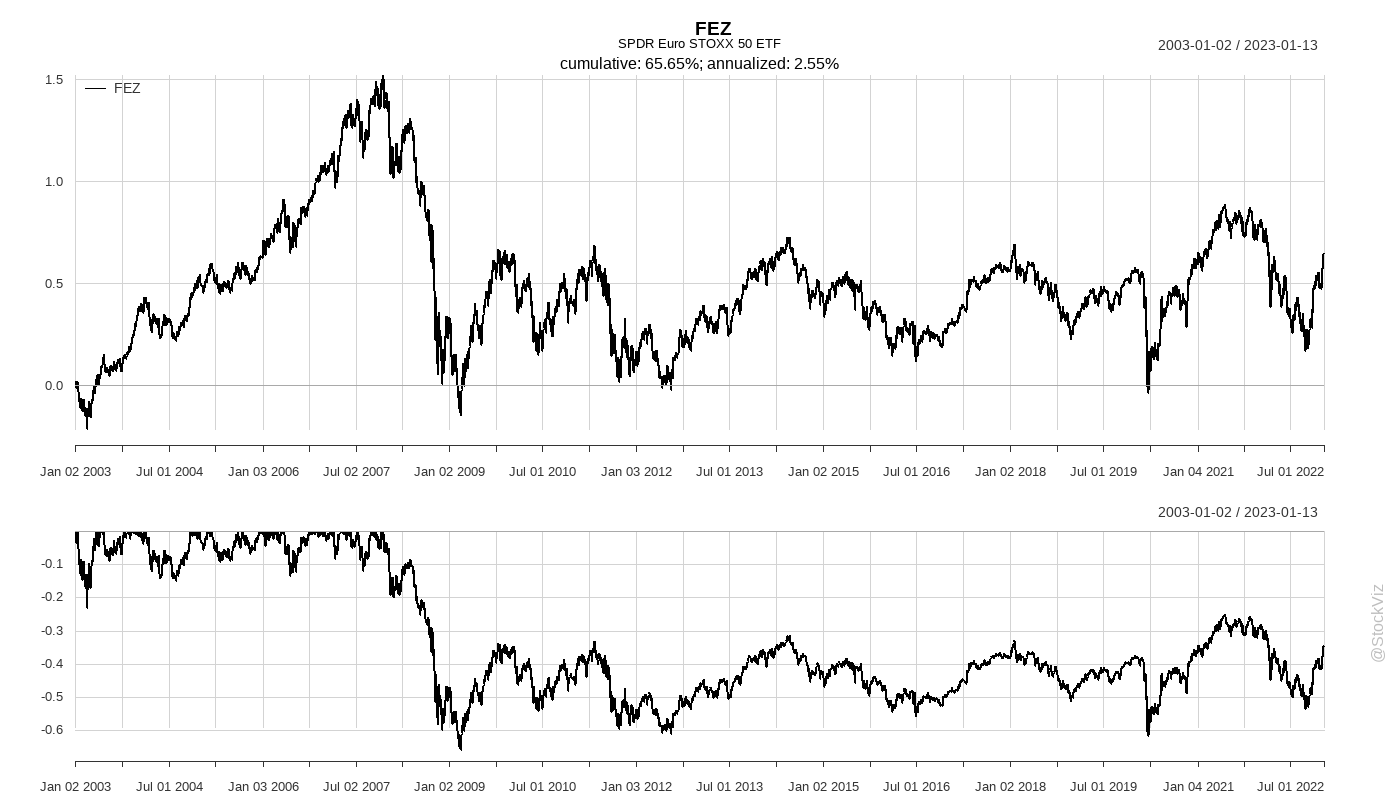 FEZ
SPDR Euro STOXX 50 ETF
2003-01-02 / 2023-01-13
cumulative: 65.65%; annualized: 2.55%
1.5
FEZ
1.0
0.5
0.0
Jan 02 2003 Jul 01 2004 Jan 03 2006 Jul 02 2007 Jan 02 2009 Jul 01 2010 Jan 03 2012 Jul 01 2013 Jan 02 2015 Jul 01 2016 Jan 02 2018 Jul 01 2019 Jan 04 2021 Jul 01 2022
2003-01-02 / 2023-01-13
-0.1
-0.2
-0.3
-0.4
-0.5
-0.6
Jan 02 2003 Jul 01 2004 Jan 03 2006 Jul 02 2007 Jan 02 2009 Jul 01 2010 Jan 03 2012 Jul 01 2013 Jan 02 2015 Jul 01 2016 Jan 02 2018 Jul 01 2019 Jan 04 2021 Jul 01 2022
@StockViz